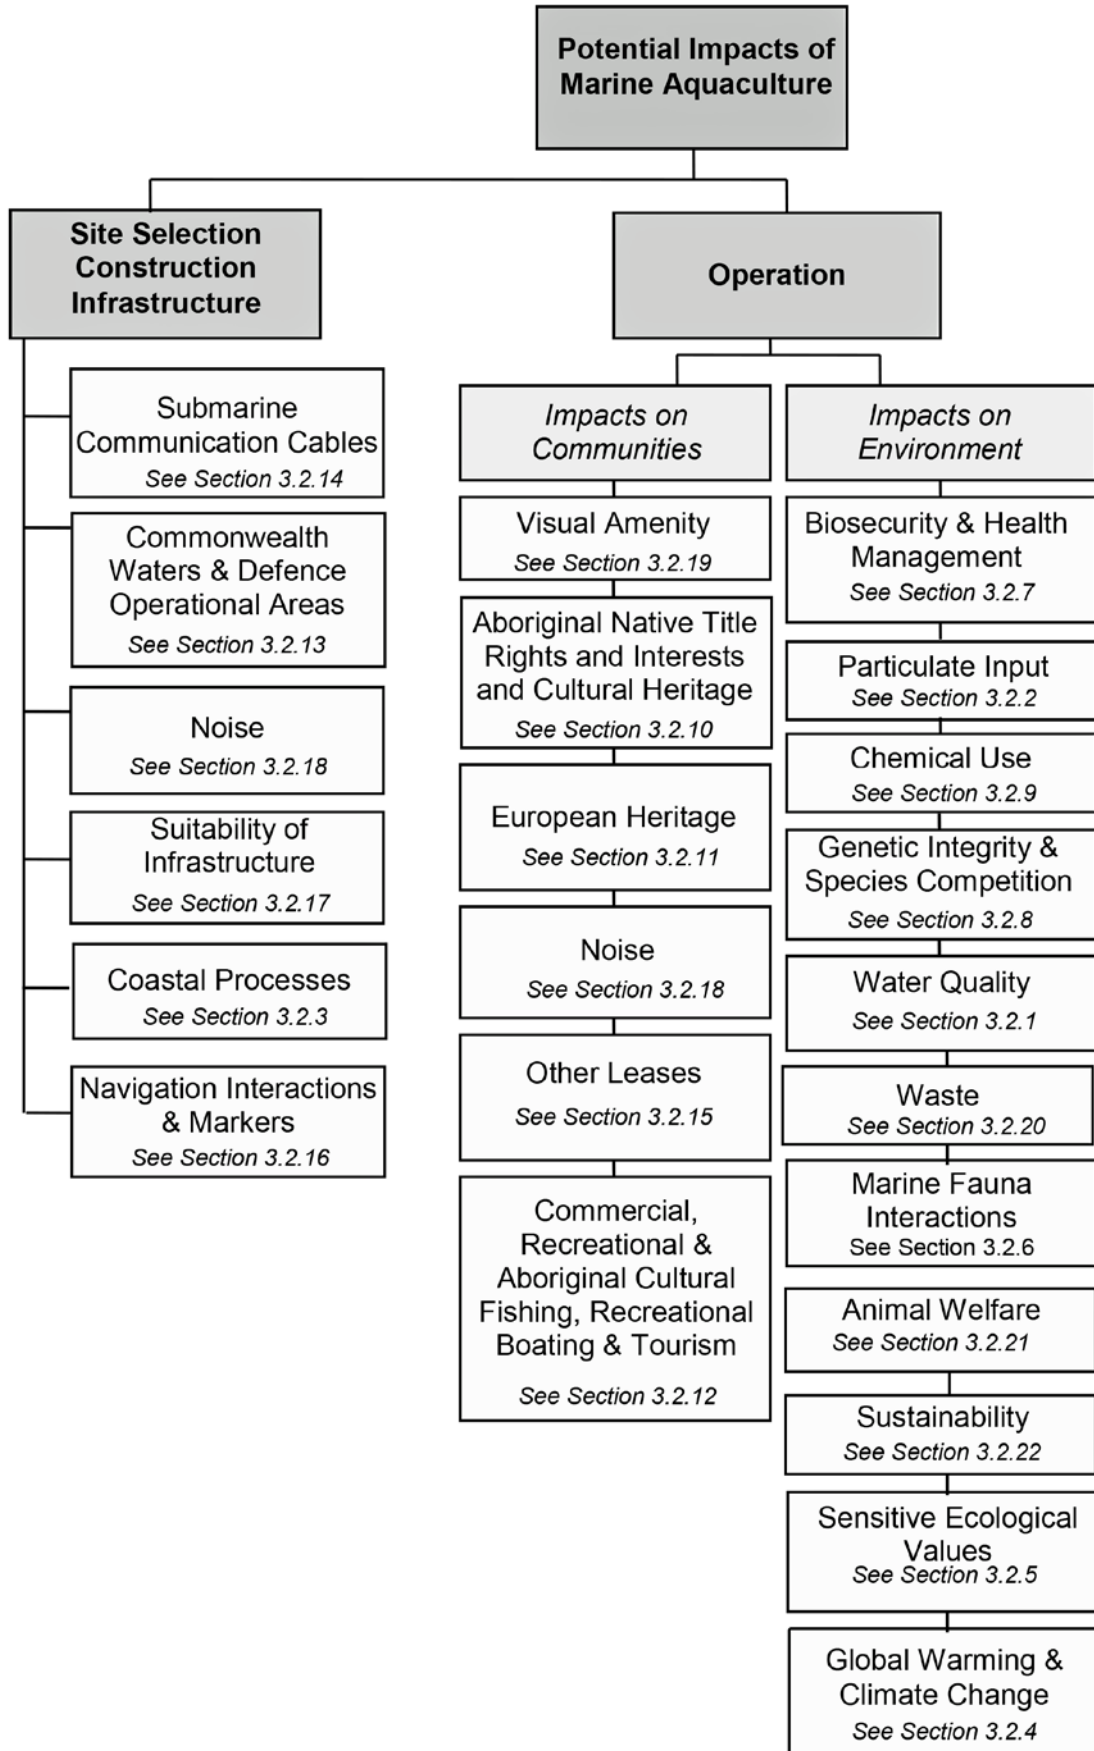 Potential Impacts of
Marine Aquaculture
Site Selection
Construction
Infrastructure
Submarine
Communication Cables
See Section 3.2.14
Commonwealth
Waters & Defence
Operational Areas
See Section 3.2.13
Noise
See Section 3.2.18
Suitability of
Infrastructure
See Section 3.2.17
Coastal Processes
See Section 3.2.3
Navigation Interactions
& Markers
See Section 3.2.16
Operation
Impacts on
Communities
Visual Amenity
See Section 3.2.19
Aboriginal Native Title
Rights and Interests
and Cultural Heritage
See Section 3.2.10
European Heritage
See Section 3.2.11
Noise
See Section 3.2.18
Other Leases
See Section 3.2.15
Commercial,
Recreational &
Aboriginal Cultural
Fishing, Recreational
Boating & Tourism
See Section 3.2.12
Impacts on
Environment
Biosecurity & Health
Management
See Section 3.2.7
Particulate Input
See Section 3.2.2
Chemical Use
See Section 3.2.9
Genetic Integrity &
Species Competition
See Section 3.2.8
Water Quality
See Section 3.2.1
Waste
See Section 3.2.20
Marine Fauna
Interactions
See Section 3.2.6
Animal Welfare
See Section 3.2.21
Sustainability
See Section 3.2.22
Sensitive Ecological
Values
See Section 3.2.5
Global Warming &
Climate Change
See Section 3.2.4